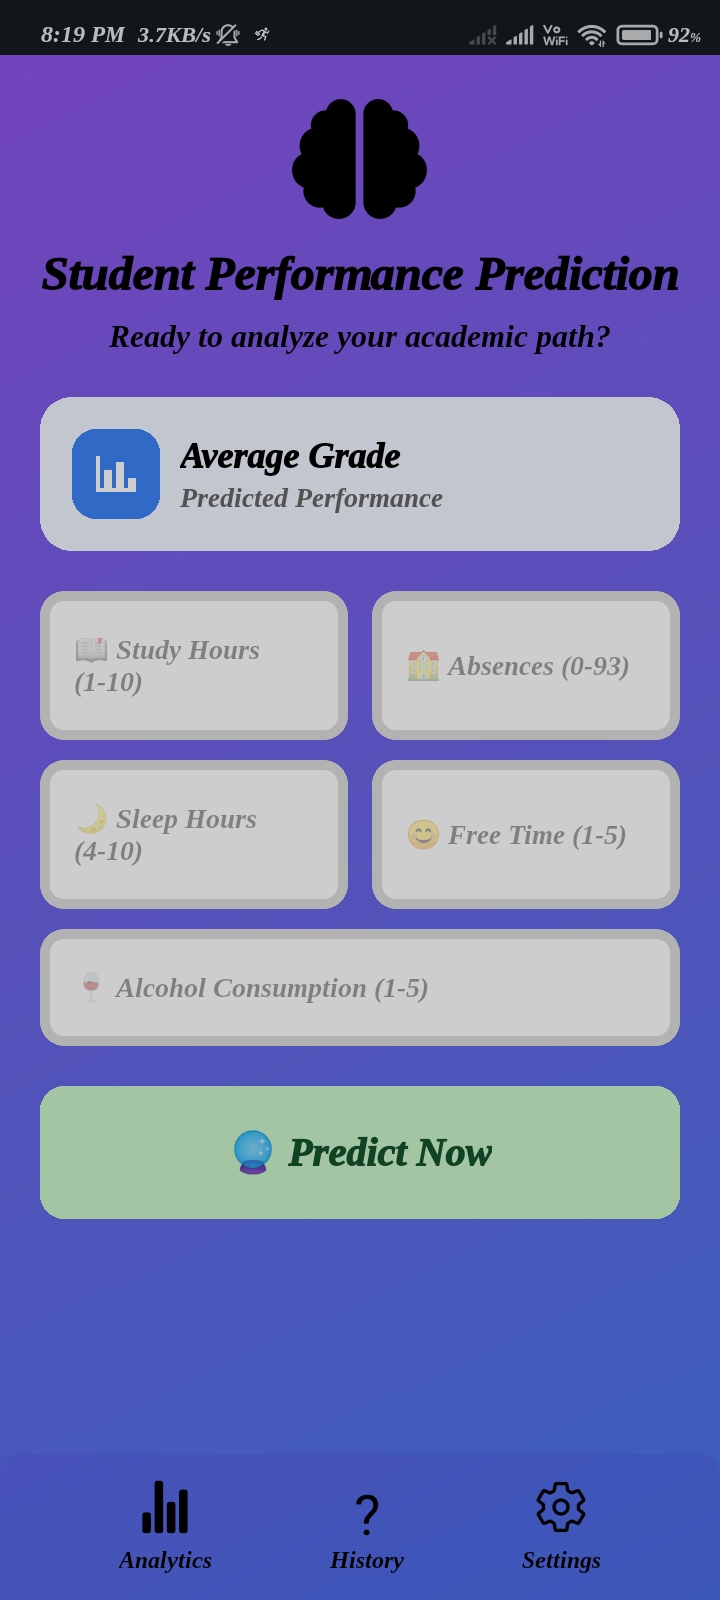 8:19 PM 3.7KB/s Vo WiFi 92%
Student Performance Prediction
Ready to analyze your academic path?
Average Grade
Predicted Performance
📖 Study Hours
(1-10)
🏫 Absences (0-93)
🌙 Sleep Hours
(4-10)
😊 Free Time (1-5)
🍷 Alcohol Consumption (1-5)
🔮 Predict Now
?
Analytics History Settings